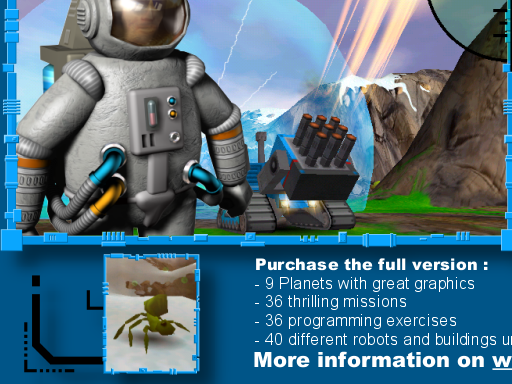 Purchase the full version :
- 9 Planets with great graphics
- 36 thrilling missions
- 36 programming exercises
- 40 different robots and buildings
More information on